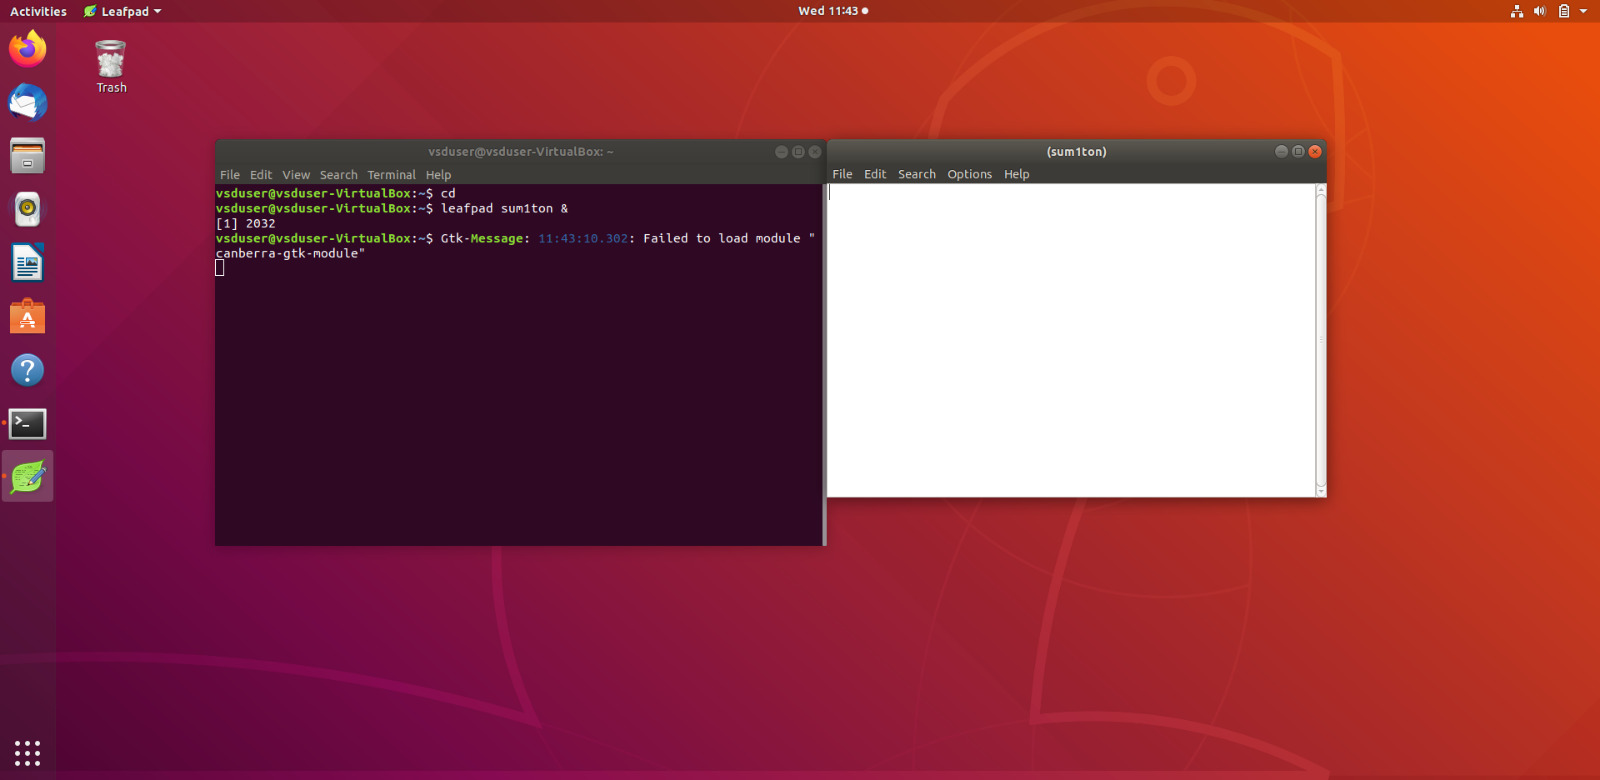 Activities Leafpad Wed 11:43
Trash
vsduser@vsduser-VirtualBox: ~
File Edit View Search Terminal Help
vsduser@vsduser-VirtualBox:~$ cd
vsduser@vsduser-VirtualBox:~$ leafpad sum1ton &
[1] 2032
vsduser@vsduser-VirtualBox:~$ Gtk-Message: 11:43:10.302: Failed to load module "
canberra-gtk-module"
(sum1ton)
File Edit Search Options Help